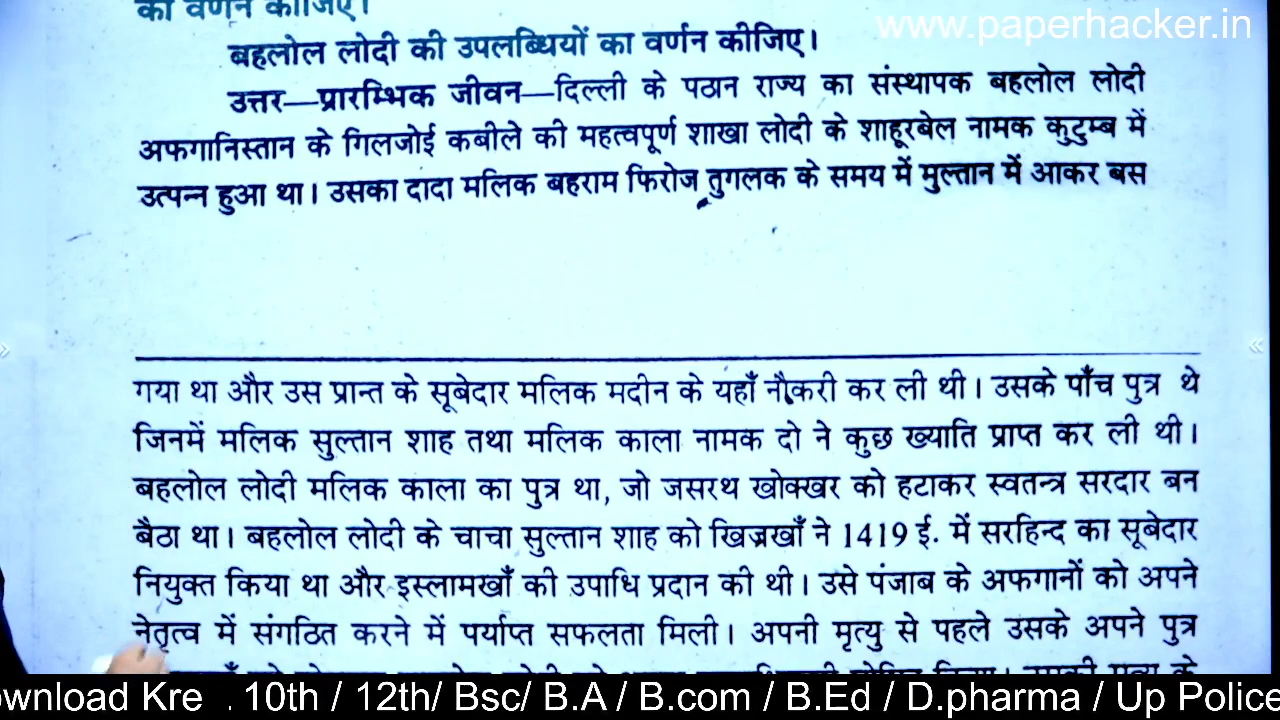 का वर्णन कीजिए।
www.paperhacker.in
बहलोल लोदी की उपलब्धियों का वर्णन कीजिए।
उत्तर—प्रारम्भिक जीवन—दिल्ली के पठान राज्य का संस्थापक बहलोल लोदी
अफगानिस्तान के गिलजोई कबीले की महत्वपूर्ण शाखा लोदी के शाहूरबेल नामक कुटुम्ब में
उत्पन्न हुआ था। उसका दादा मलिक बहराम फिरोज तुगलक के समय में मुल्तान में आकर बस
गया था और उस प्रान्त के सूबेदार मलिक मदीन के यहाँ नौकरी कर ली थी। उसके पाँच पुत्र थे
जिनमें मलिक सुल्तान शाह तथा मलिक काला नामक दो ने कुछ ख्याति प्राप्त कर ली थी।
बहलोल लोदी मलिक काला का पुत्र था, जो जसरथ खोक्खर को हटाकर स्वतन्त्र सरदार बन
बैठा था। बहलोल लोदी के चाचा सुल्तान शाह को खिज्रखाँ ने 1419 ई. में सरहिन्द का सूबेदार
नियुक्त किया था और इस्लामखाँ की उपाधि प्रदान की थी। उसे पंजाब के अफगानों को अपने
नेतृत्व में संगठित करने में पर्याप्त सफलता मिली। अपनी मृत्यु से पहले उसके अपने पुत्र
ownload Kre . 10th / 12th/ Bsc/ B.A / B.com / B.Ed / D.pharma / Up Police